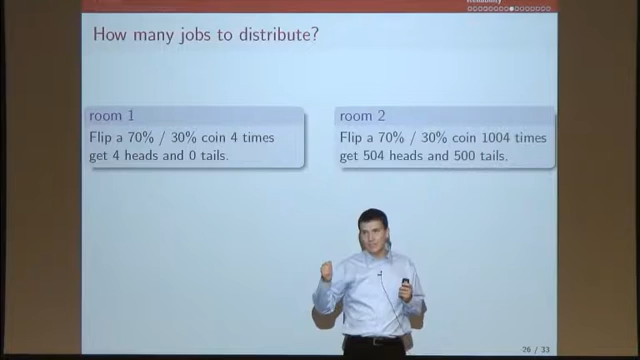 Reliability
How many jobs to distribute?
room 1
Flip a 70% / 30% coin 4 times
get 4 heads and 0 tails.
room 2
Flip a 70% / 30% coin 1004 times
get 504 heads and 500 tails.
26 / 33